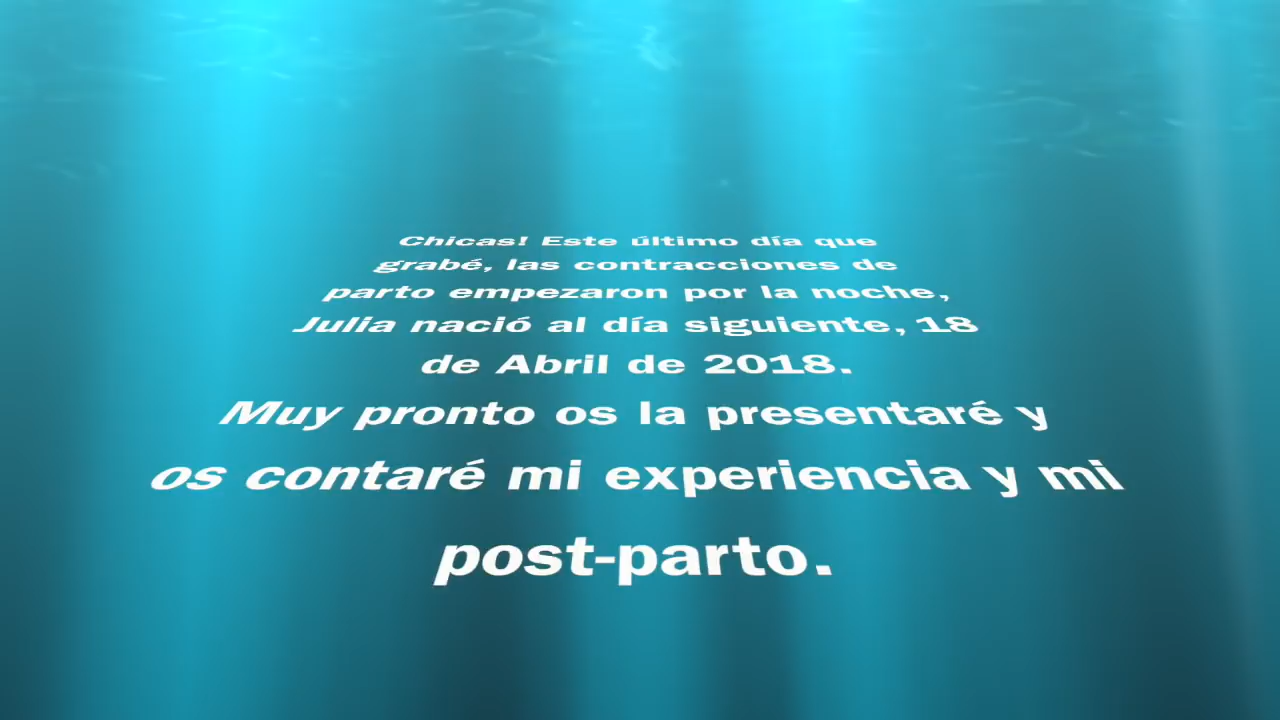 Chicas! Este último día que
grabé, las contracciones de
parto empezaron por la noche,
Julia nació al día siguiente, 18
de Abril de 2018.
Muy pronto os la presentaré y
os contaré mi experiencia y mi
post-parto.